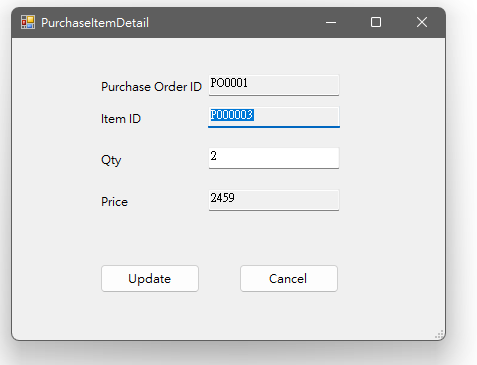 PurchaseItemDetail
Purchase Order ID PO0001
Item ID P000003
Qty 2
Price 2459
Update Cancel